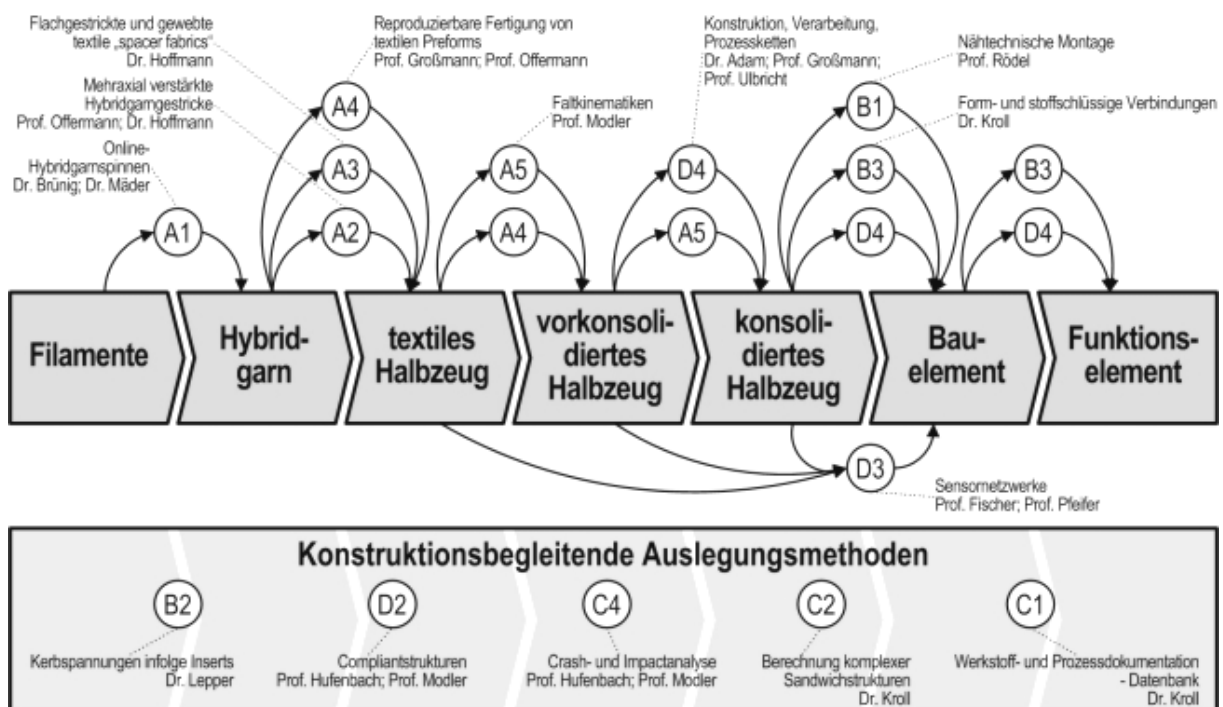 Flachgestrickte und gewebte
textile „spacer fabrics"
Dr. Hoffmann
Mehraxial verstärkte
Hybridgarngestricke
Prof. Offermann; Dr. Hoffmann
Online-
Hybridgarnspinnen
Dr. Brünig; Dr. Mäder
Reproduzierbare Fertigung von
textilen Preforms
Prof. Großmann; Prof. Offermann
Faltkinematiken
Prof. Modler
Konstruktion, Verarbeitung,
Prozessketten
Dr. Adam; Prof. Großmann;
Prof. Ulbricht
Nähtechnische Montage
Prof. Rödel
Form- und stoffschlüssige Verbindungen
Dr. Kroll
A1
A4
A3
A2
A5
A4
D4
A5
B1
B3
D4
B3
D4
Filamente
Hybrid-
garn
textiles
Halbzeug
vorkonsoli-
diertes
Halbzeug
konsoli-
diertes
Halbzeug
Bau-
element
Funktions-
element
D3
Sensornetzwerke
Prof. Fischer; Prof. Pfeifer
Konstruktionsbegleitende Auslegungsmethoden
B2
Kerbspannungen infolge Inserts
Dr. Lepper
D2
Compliantstrukturen
Prof. Hufenbach; Prof. Modler
C4
Crash- und Impactanalyse
Prof. Hufenbach; Prof. Modler
C2
Berechnung komplexer
Sandwichstrukturen
Dr. Kroll
C1
Werkstoff- und Prozessdokumentation
- Datenbank
Dr. Kroll